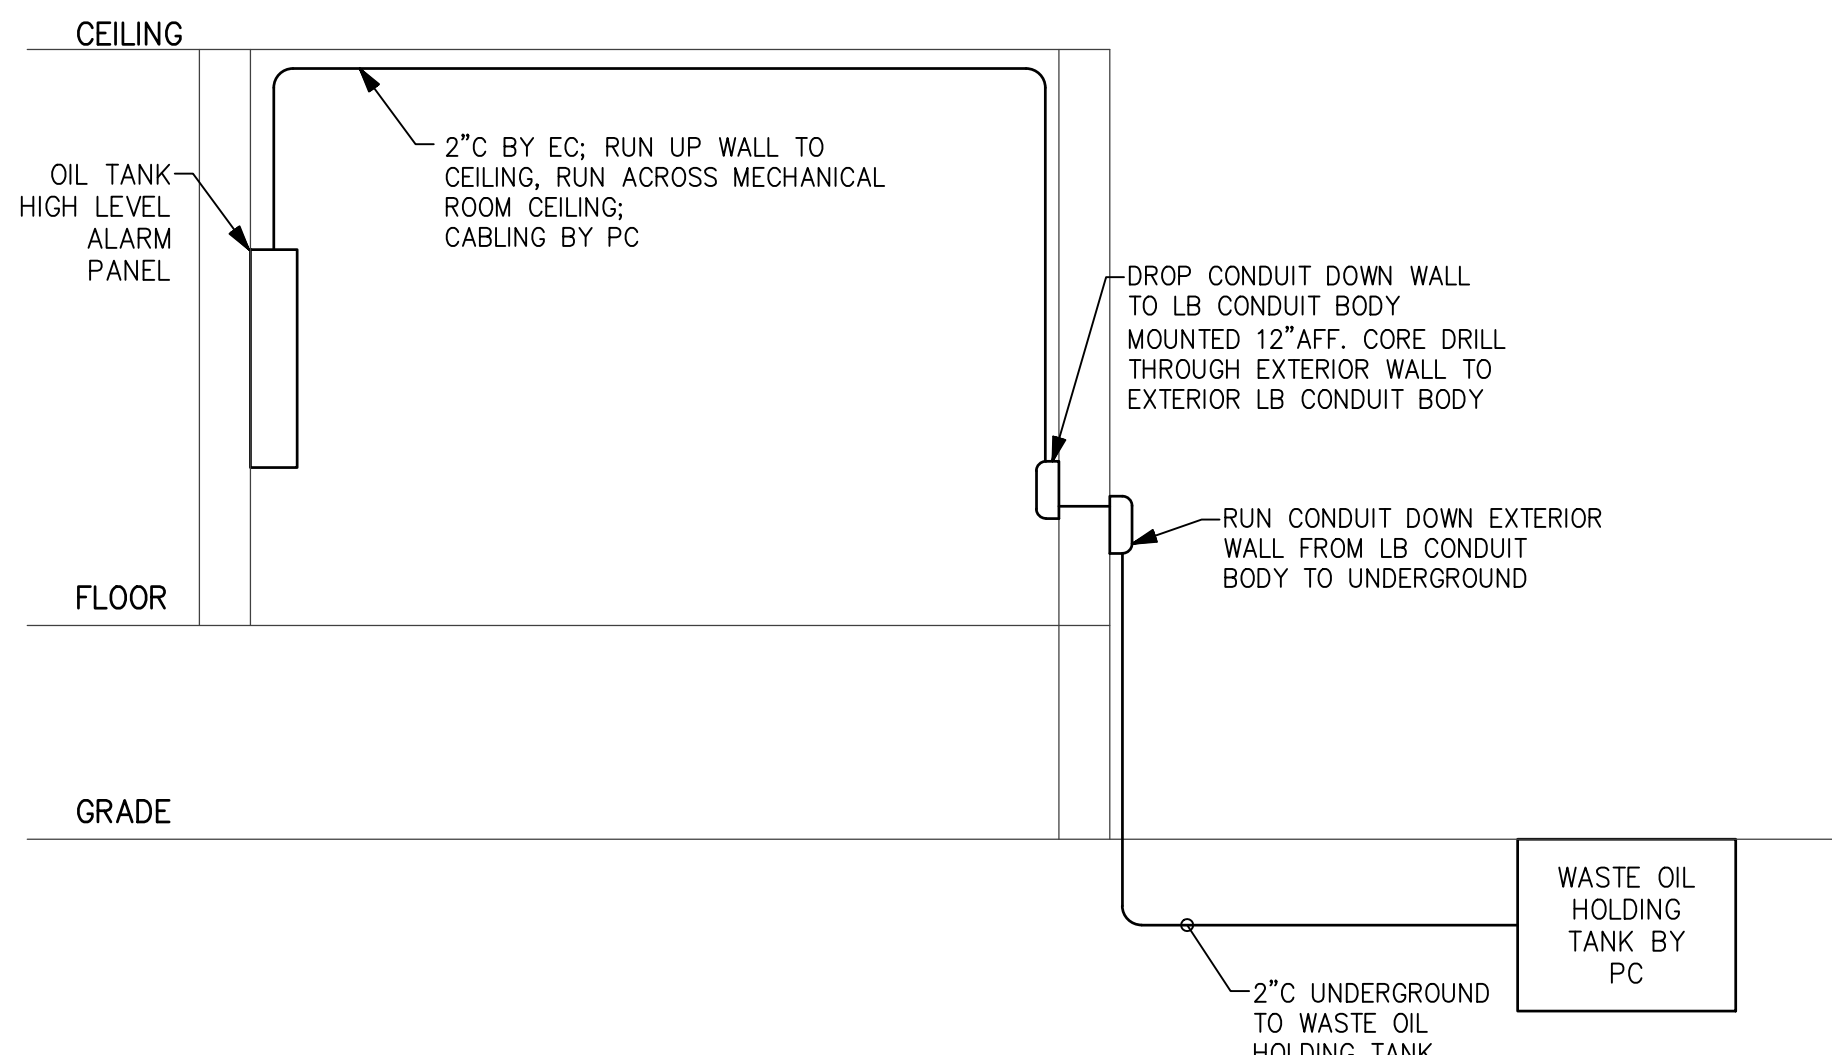 CEILING
2”C BY EC; RUN UP WALL TO
CEILING, RUN ACROSS MECHANICAL
ROOM CEILING;
CABLING BY PC
OIL TANK
HIGH LEVEL
ALARM
PANEL
DROP CONDUIT DOWN WALL
TO LB CONDUIT BODY
MOUNTED 12”AFF. CORE DRILL
THROUGH EXTERIOR WALL TO
EXTERIOR LB CONDUIT BODY
RUN CONDUIT DOWN EXTERIOR
WALL FROM LB CONDUIT
BODY TO UNDERGROUND
FLOOR
GRADE
WASTE OIL
HOLDING
TANK BY
PC
2”C UNDERGROUND
TO WASTE OIL
HOLDING TANK